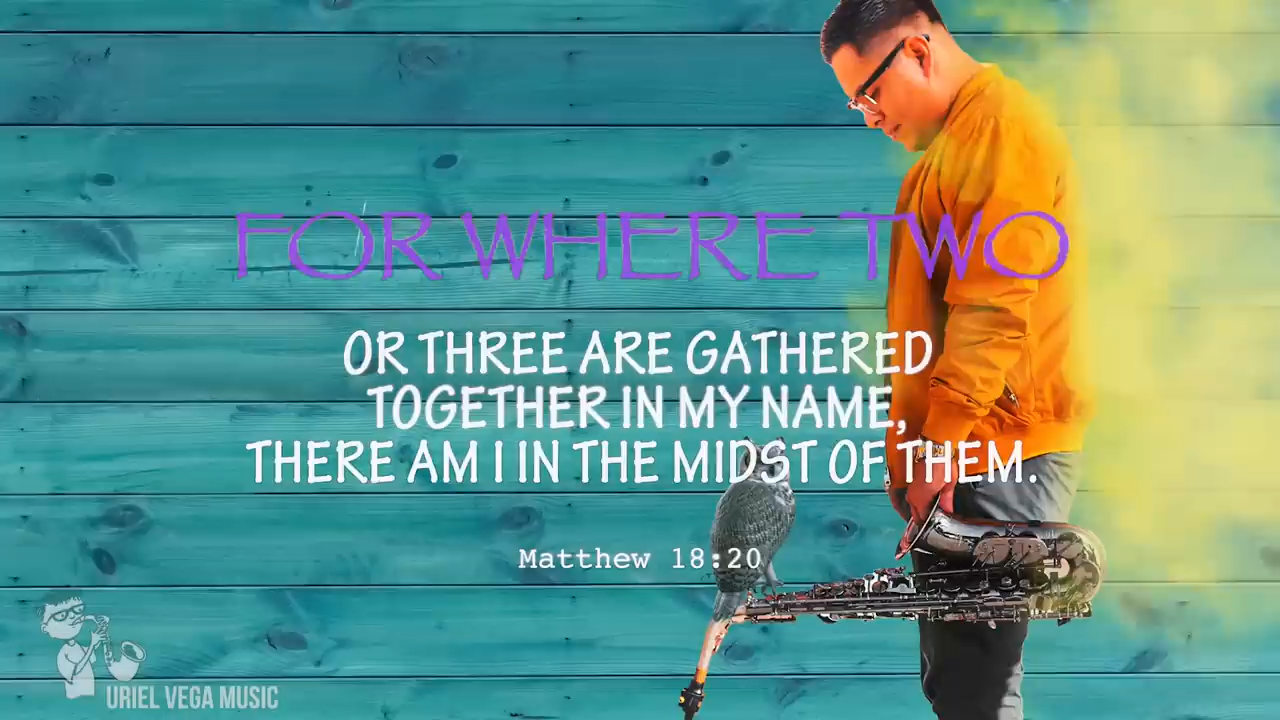 FOR WHERE TWO
OR THREE ARE GATHERED
TOGETHER IN MY NAME,
THERE AM I IN THE MIDST OF THEM.
Matthew 18:20
URIEL VEGA MUSIC